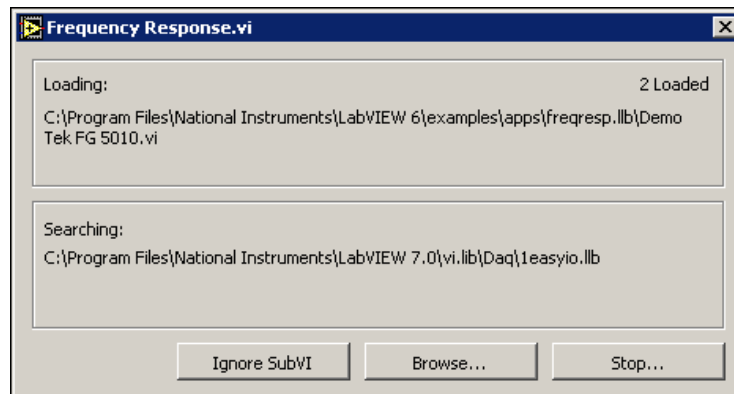 Frequency Response.vi
Loading: 2 Loaded
C:\Program Files\National Instruments\LabVIEW 6\examples\apps\freqresp.llb\Demo
Tek FG 5010.vi
Searching:
C:\Program Files\National Instruments\LabVIEW 7.0\vi.lib\Daq\1easyio.llb
Ignore SubVI Browse... Stop...